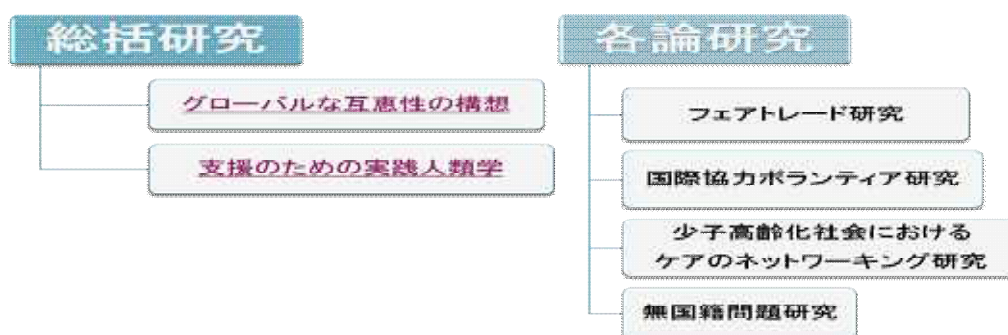 総括研究
グローバルな互恵性の構想
支援のための実践人類学
各論研究
フェアトレード研究
国際協力ボランティア研究
少子高齢化社会における
ケアのネットワーキング研究
無国籍問題研究